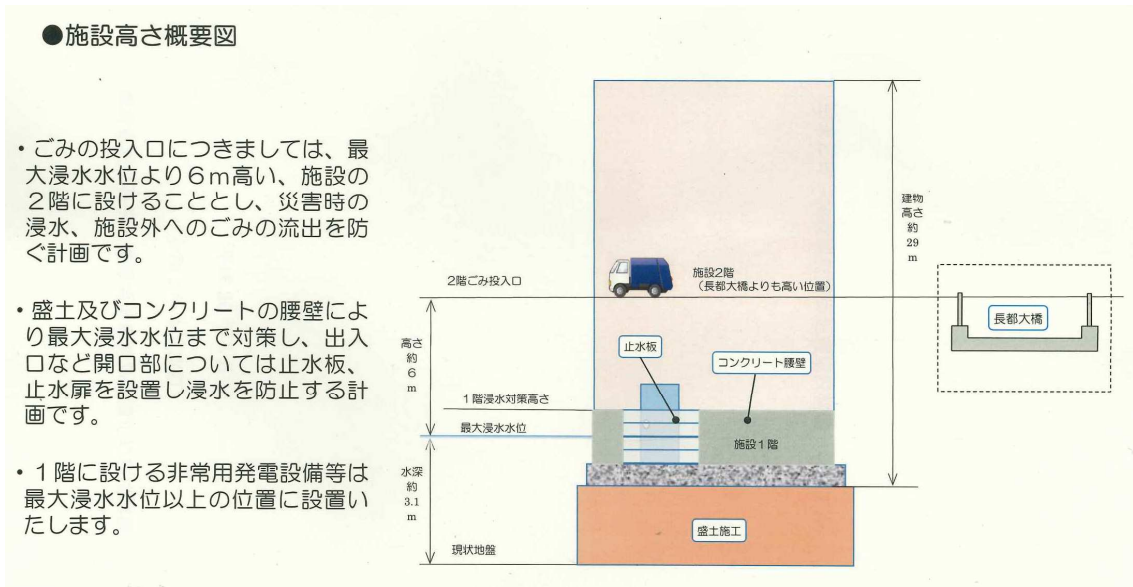 ●施設高さ概要図
・ごみの投入口につきましては、最
大浸水水位より６ｍ高い、施設の
２階に設けることとし、災害時の
浸水、施設外へのごみの流出を防
ぐ計画です。
・盛土及びコンクリートの腰壁によ
り最大浸水水位まで対策し、出入
口など開口部については止水板、
止水扉を設置し浸水を防止する計
画です。
・１階に設ける非常用発電設備等は
最大浸水水位以上の位置に設置い
たします。
2階ごみ投入口
施設2階
（長都大橋よりも高い位置）
建物
高さ
約
29
m
長都大橋
高さ
約
6
m
止水板
コンクリート腰壁
１階浸水対策高さ
最大浸水水位
施設１階
水深
約
3.1
m
盛土施工
現状地盤